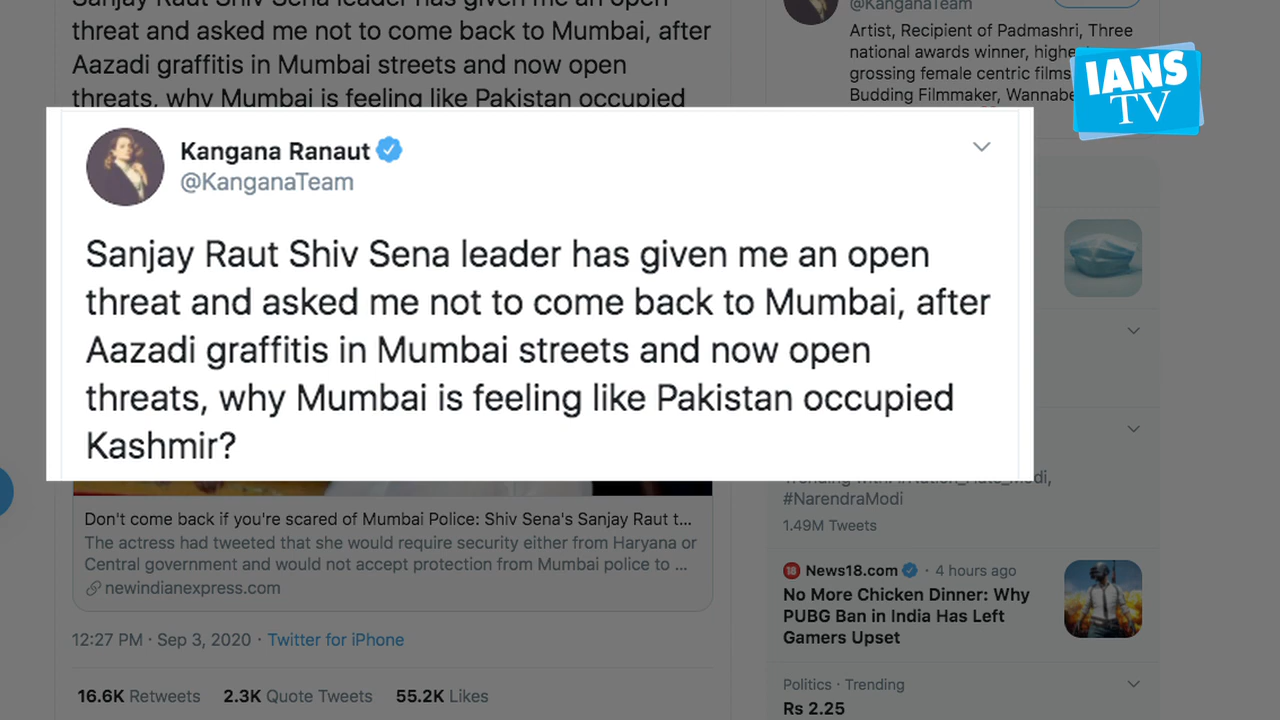 Sanjay Raut Shiv Sena leader has given me an open
threat and asked me not to come back to Mumbai, after
Aazadi graffitis in Mumbai streets and now open
threats, why Mumbai is feeling like Pakistan occupied
@KanganaTeam
Artist, Recipient of Padmashri, Three
national awards winner,
grossing female centric films
Budding Filmmaker,
IANS
TV
Kangana Ranaut
@KanganaTeam
Sanjay Raut Shiv Sena leader has given me an open
threat and asked me not to come back to Mumbai, after
Aazadi graffitis in Mumbai streets and now open
threats, why Mumbai is feeling like Pakistan occupied
Kashmir?
Don't come back if you're scared of Mumbai Police: Shiv Sena's Sanjay Raut t...
The actress had tweeted that she would require security either from Haryana or
Central government and would not accept protection from Mumbai police to ...
newindianexpress.com
12:27 PM · Sep 3, 2020 · Twitter for iPhone
16.6K Retweets 2.3K Quote Tweets 55.2K Likes
#NarendraModi
1.49M Tweets
18 News18.com · 4 hours ago
No More Chicken Dinner: Why
PUBG Ban in India Has Left
Gamers Upset
Politics · Trending
Rs 2.25